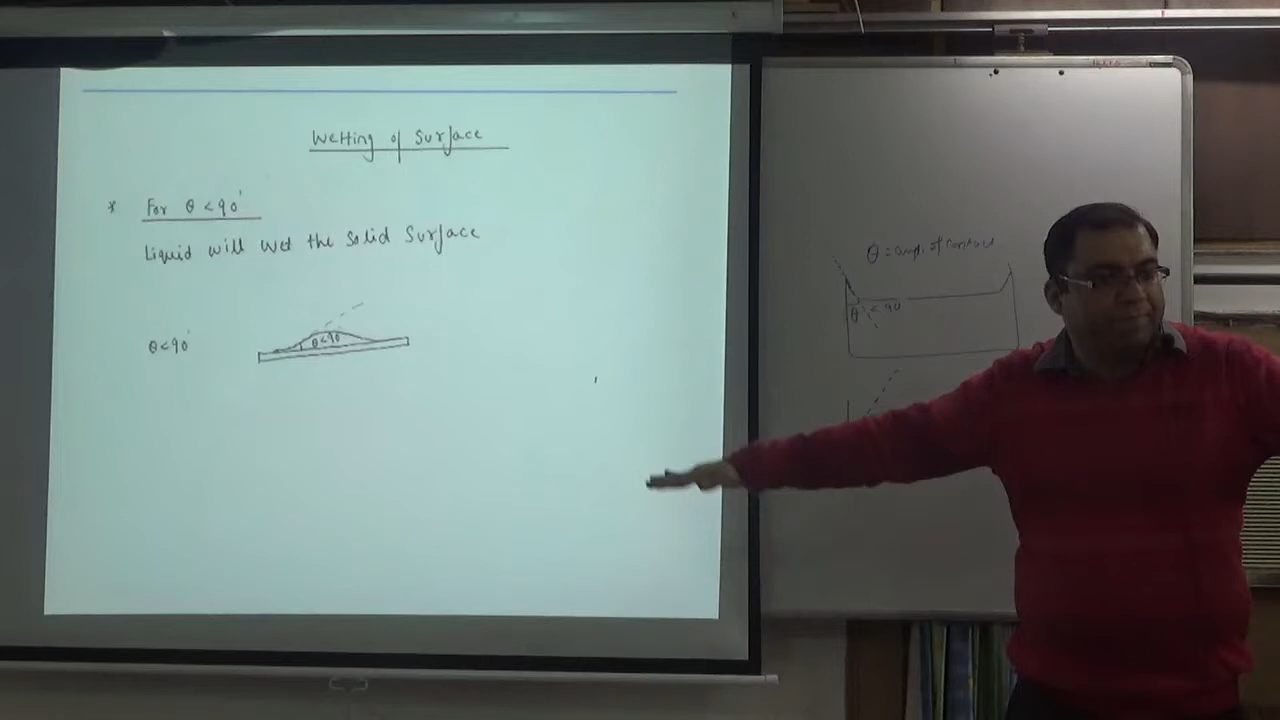 Wetting of Surface
* For θ < 90°
Liquid will wet the Solid Surface
θ<90°
θ<90
θ = angle of contact
θ < 90